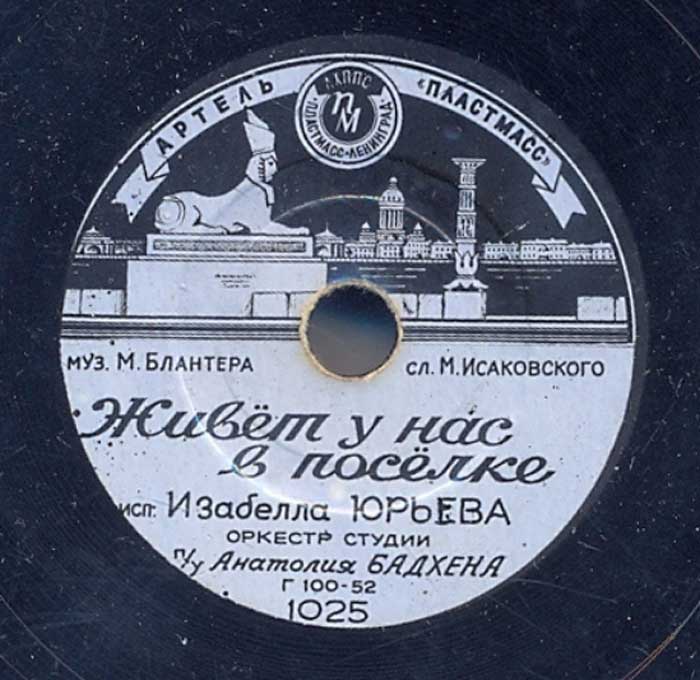 АРТЕЛЬ «ПЛАСТМАСС»
ЛХППС
ПМ
"ПЛАСТМАСС-ЛЕНИНГРАД"
муз. М. Блантера сл. М. Исаковского
Живёт у нас
в посёлке
исп: Изабелла ЮРЬЕВА
ОРКЕСТР СТУДИИ
п/у Анатолия БАДХЕНА
Г 100-52
1025